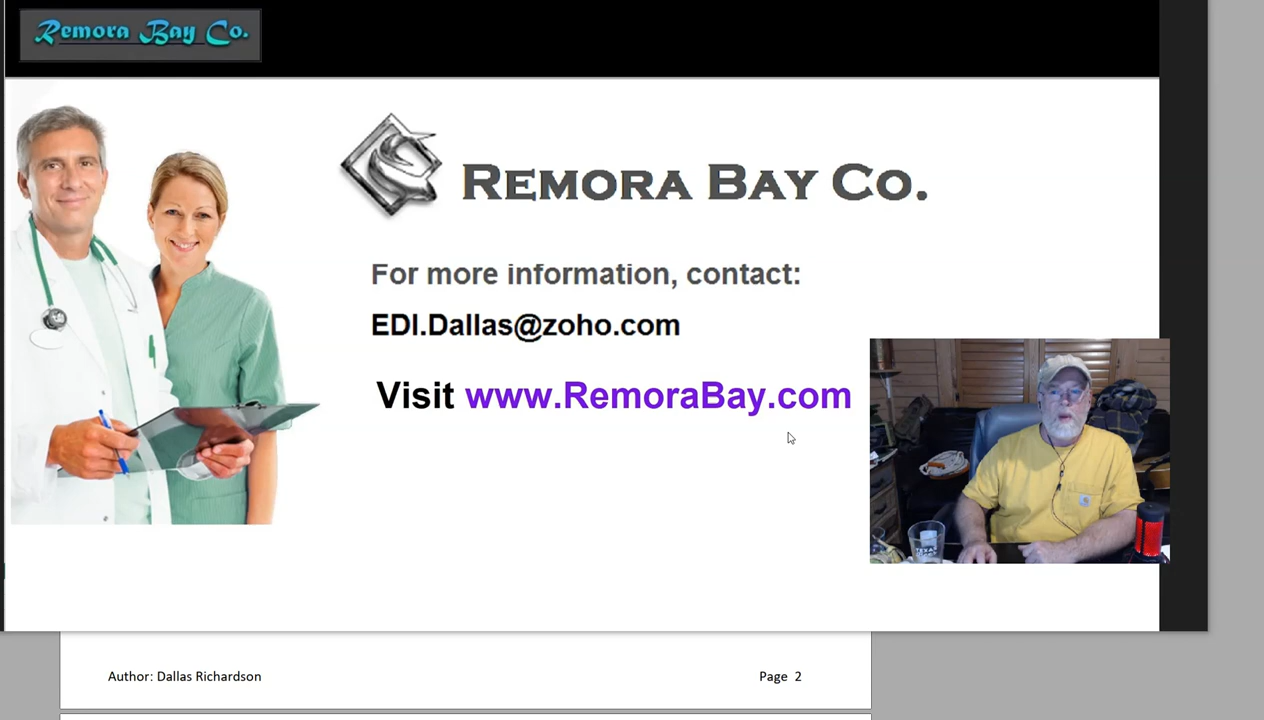 Remora Bay Co.
REMORA BAY CO.
For more information, contact:
EDI.Dallas@zoho.com
Visit www.RemoraBay.com
Author: Dallas Richardson
Page 2